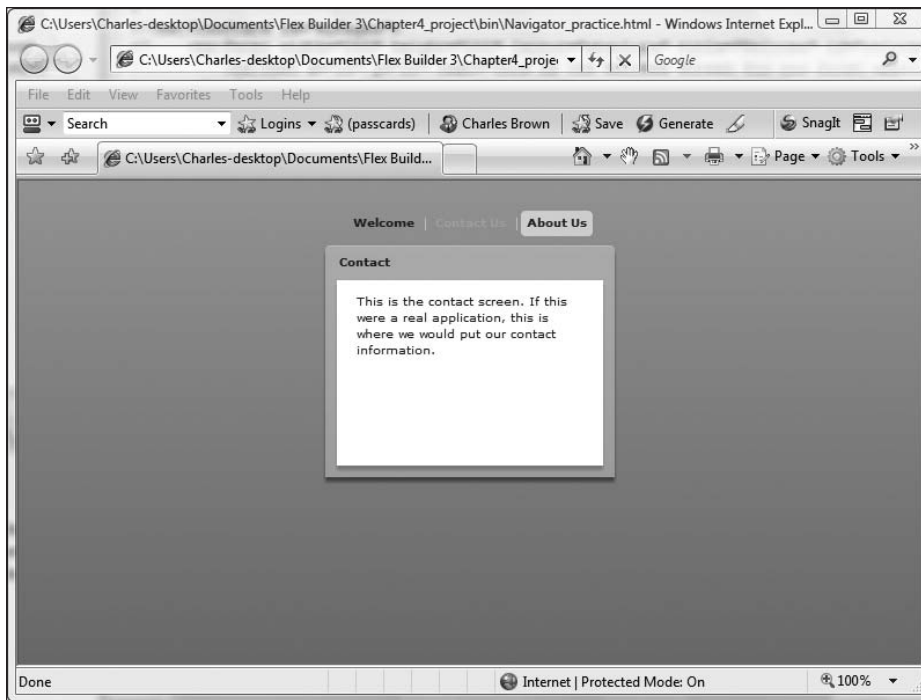 C:\Users\Charles-desktop\Documents\Flex Builder 3\Chapter4_project\bin\Navigator_practice.html - Windows Internet Expl...
C:\Users\Charles-desktop\Documents\Flex Builder 3\Chapter4_proje
Google
File Edit View Favorites Tools Help
Search Logins (passcards) Charles Brown Save Generate SnagIt
C:\Users\Charles-desktop\Documents\Flex Build... Page Tools »
Welcome | Contact Us | About Us
Contact
This is the contact screen. If this
were a real application, this is
where we would put our contact
information.
Done Internet | Protected Mode: On 100%